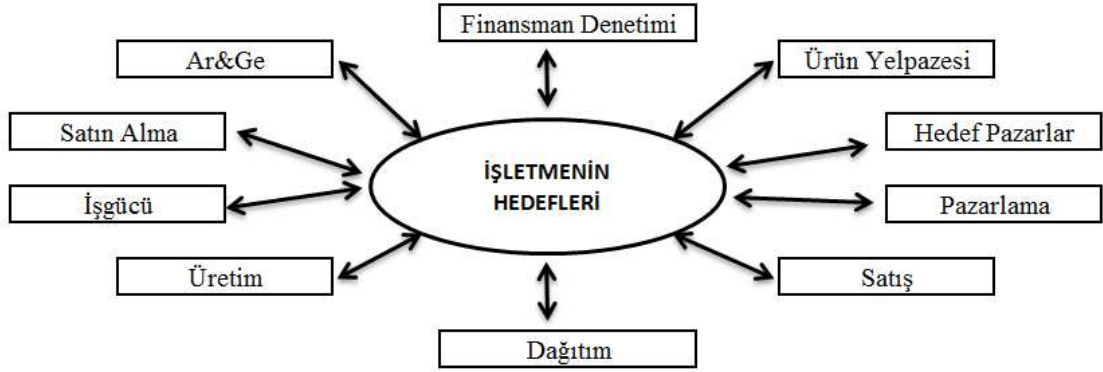 Finansman Denetimi
Ar&Ge
Ürün Yelpazesi
Satın Alma
Hedef Pazarlar
İŞLETMENİN
HEDEFLERİ
İşgücü
Pazarlama
Üretim
Satış
Dağıtım